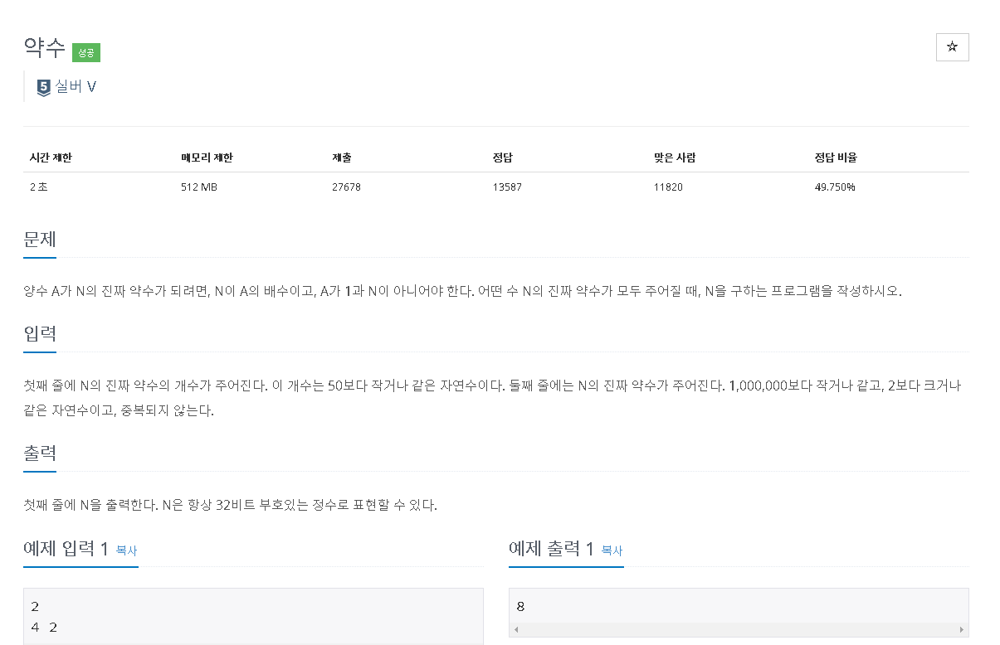 약수 성공 ☆
5 실버 V
시간 제한 메모리 제한 제출 정답 맞은 사람 정답 비율
2 초 512 MB 27678 13587 11820 49.750%
문제
양수 A가 N의 진짜 약수가 되려면, N이 A의 배수이고, A가 1과 N이 아니어야 한다. 어떤 수 N의 진짜 약수가 모두 주어질 때, N을 구하는 프로그램을 작성하시오.
입력
첫째 줄에 N의 진짜 약수의 개수가 주어진다. 이 개수는 50보다 작거나 같은 자연수이다. 둘째 줄에는 N의 진짜 약수가 주어진다. 1,000,000보다 작거나 같고, 2보다 크거나
같은 자연수이고, 중복되지 않는다.
출력
첫째 줄에 N을 출력한다. N은 항상 32비트 부호있는 정수로 표현할 수 있다.
예제 입력 1 복사
2
4 2
예제 출력 1 복사
8